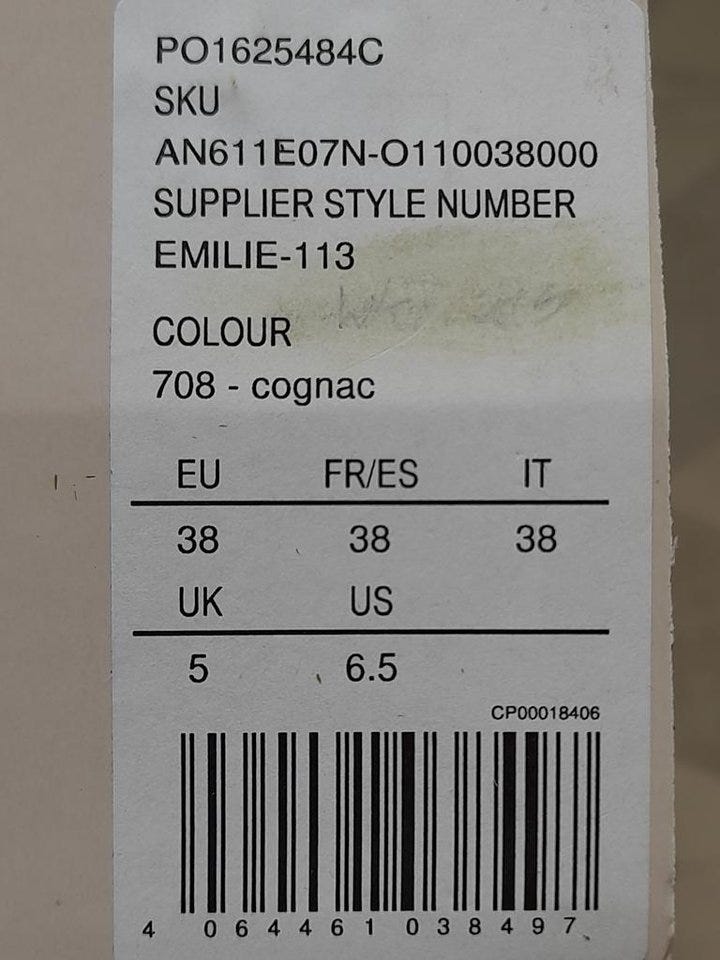 PO1625484C
SKU
AN611E07N-O110038000
SUPPLIER STYLE NUMBER
EMILIE-113
COLOUR
708 - cognac
EU FR/ES IT
38 38 38
UK US
5 6.5
CP00018406
4 064461 038497